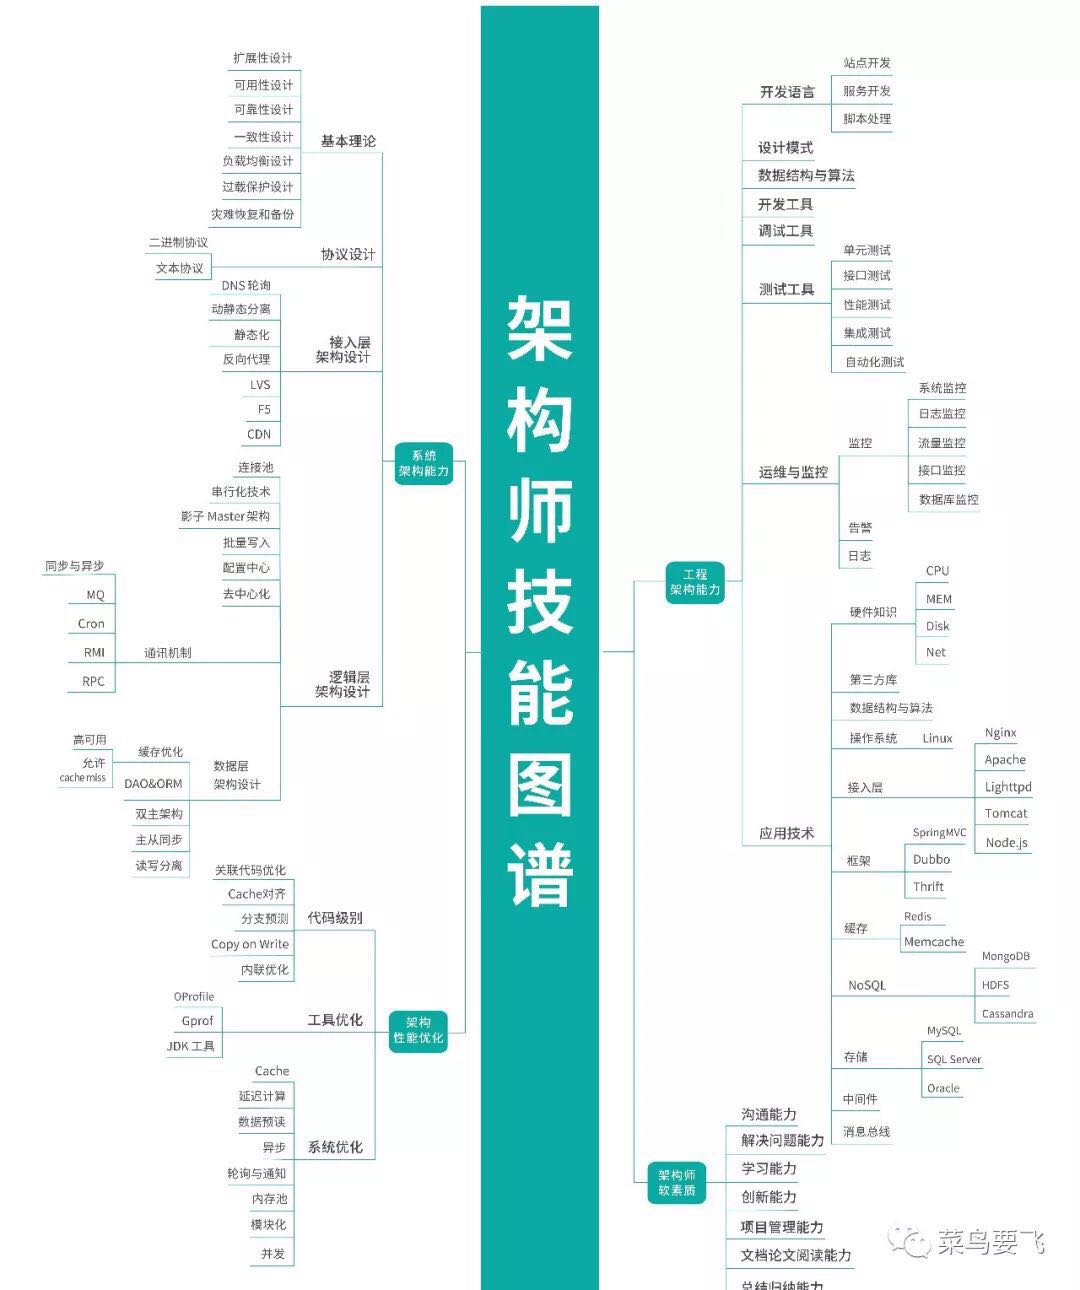 架构师技能图谱
系统
架构能力
基本理论
扩展性设计
可用性设计
可靠性设计
一致性设计
负载均衡设计
过载保护设计
灾难恢复和备份
协议设计
二进制协议
文本协议
接入层
架构设计
DNS 轮询
动静态分离
静态化
反向代理
LVS
F5
CDN
逻辑层
架构设计
连接池
串行化技术
影子 Master 架构
批量写入
配置中心
去中心化
通讯机制
同步与异步
MQ
Cron
RMI
RPC
数据层
架构设计
缓存优化
高可用
允许
cache miss
DAO&ORM
双主架构
主从同步
读写分离
架构
性能优化
代码级别
关联代码优化
Cache对齐
分支预测
Copy on Write
内联优化
工具优化
OProfile
Gprof
JDK 工具
系统优化
Cache
延迟计算
数据预读
异步
轮询与通知
内存池
模块化
并发
工程
架构能力
开发语言
站点开发
服务开发
脚本处理
设计模式
数据结构与算法
开发工具
调试工具
测试工具
单元测试
接口测试
性能测试
集成测试
自动化测试
运维与监控
监控
系统监控
日志监控
流量监控
接口监控
数据库监控
告警
日志
应用技术
硬件知识
CPU
MEM
Disk
Net
第三方库
数据结构与算法
操作系统
Linux
接入层
Nginx
Apache
Lighttpd
Tomcat
Node.js
框架
SpringMVC
Dubbo
Thrift
缓存
Redis
Memcache
NoSQL
MongoDB
HDFS
Cassandra
存储
MySQL
SQL Server
Oracle
中间件
消息总线
架构师
软素质
沟通能力
解决问题能力
学习能力
创新能力
项目管理能力
文档论文阅读能力
总结归纳能力
菜鸟要飞